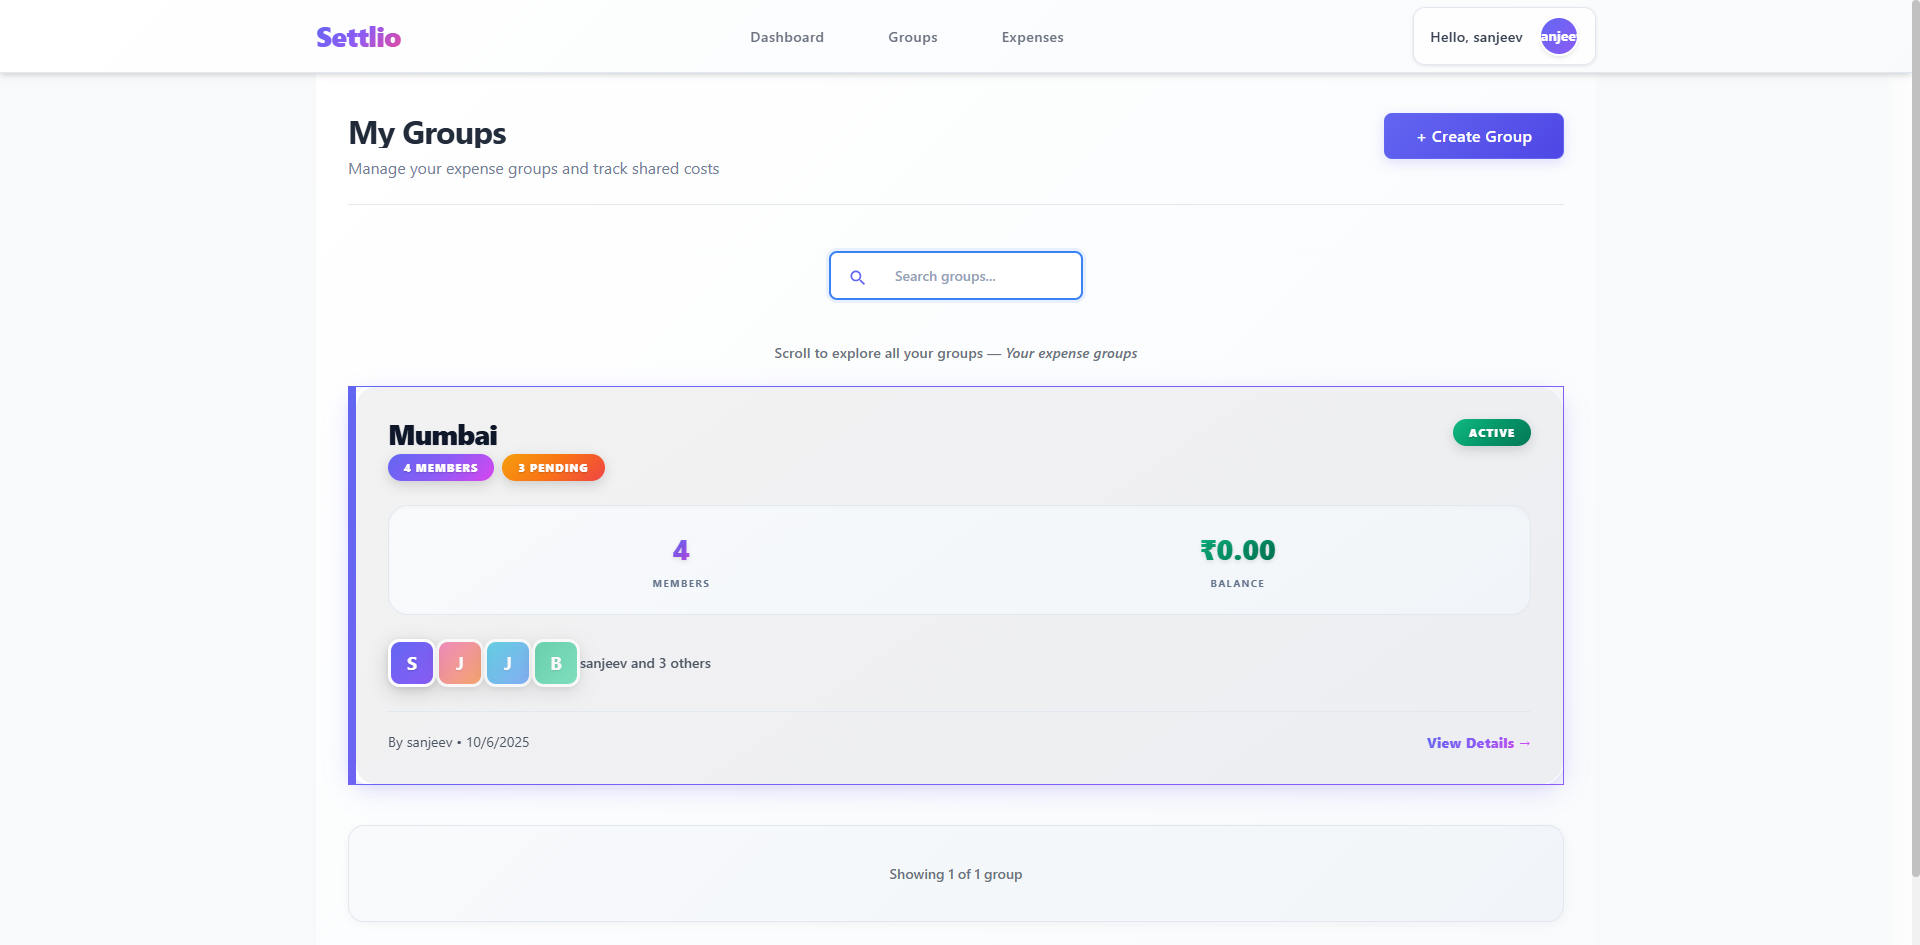 Settlio
Dashboard
Groups
Expenses
Hello, sanjeev
anjee
My Groups
+ Create Group
Manage your expense groups and track shared costs
Search groups...
Scroll to explore all your groups — Your expense groups
Mumbai
ACTIVE
4 MEMBERS
3 PENDING
4
₹0.00
MEMBERS
BALANCE
S
J
J
B
sanjeev and 3 others
By sanjeev • 10/6/2025
View Details →
Showing 1 of 1 group